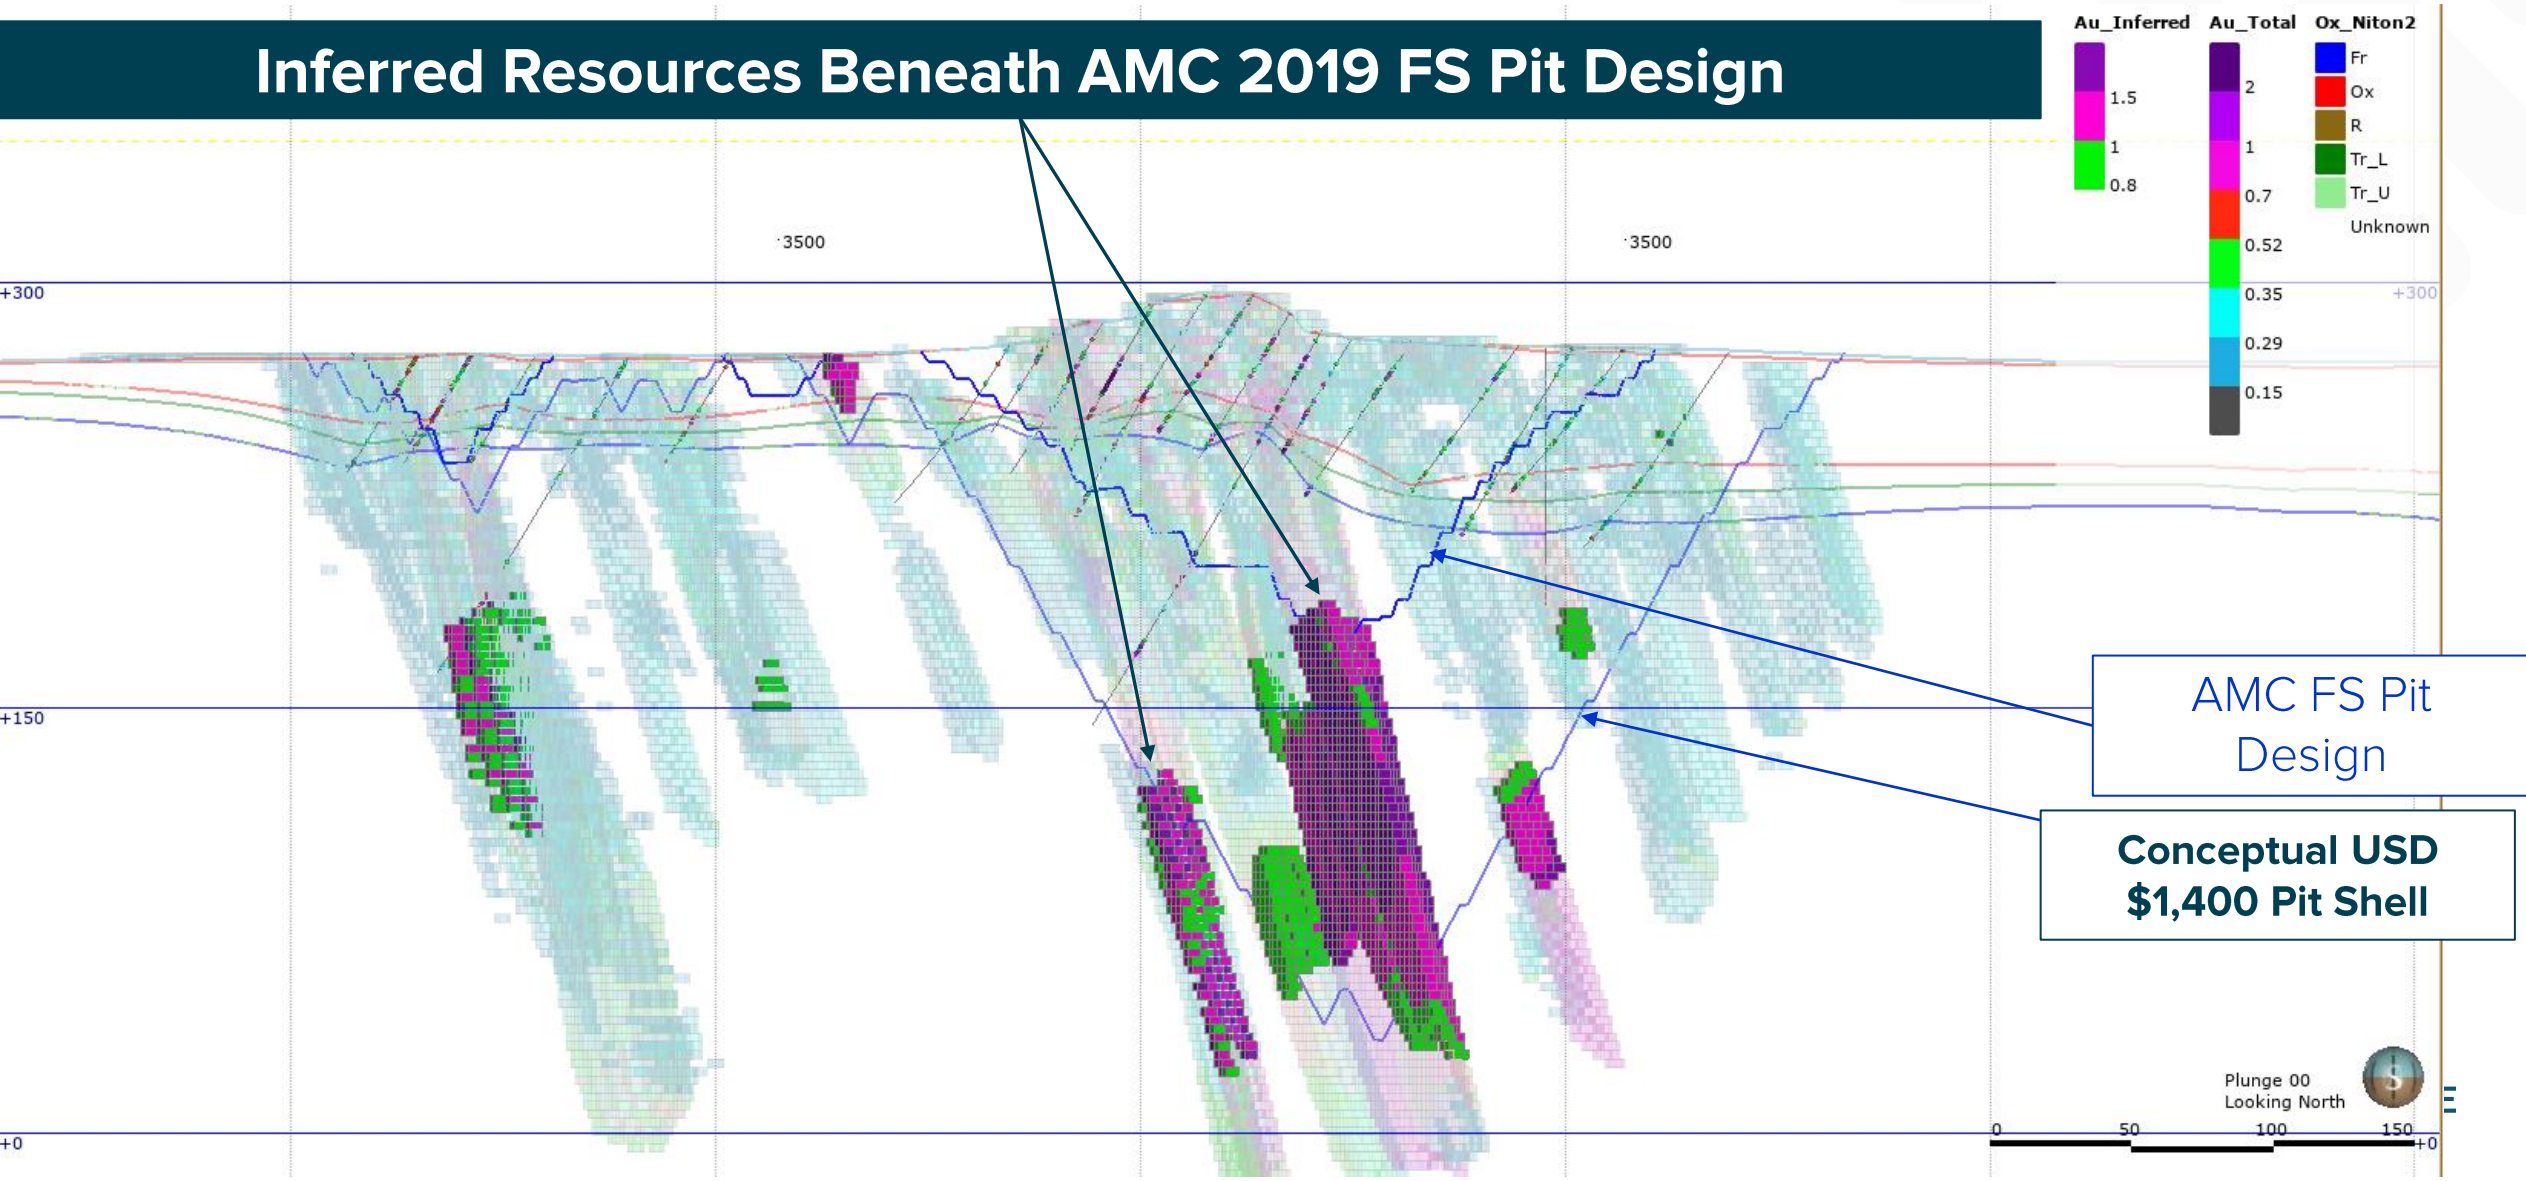 Inferred Resources Beneath AMC 2019 FS Pit Design
Au_Inferred
1.5
1
0.8
Au_Total
2
1
0.7
0.52
0.35
0.29
0.15
Ox_Niton2
Fr
Ox
R
Tr_L
Tr_U
Unknown
3500
3500
+300
+300
+150
AMC FS Pit
Design
Conceptual USD
$1,400 Pit Shell
Plunge 00
Looking North
S
0 50 100 150
+0
+0